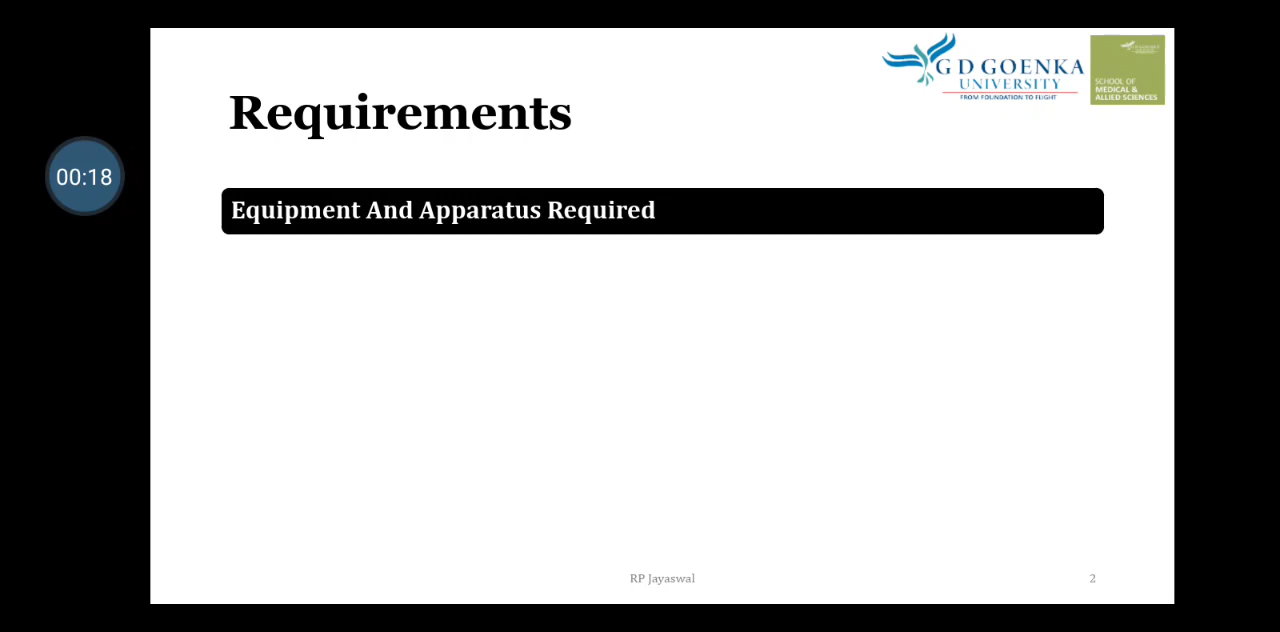 G D GOENKA
UNIVERSITY
FROM FOUNDATION TO FLIGHT
SCHOOL OF
MEDICAL &
ALLIED SCIENCES
Requirements
00:18
Equipment And Apparatus Required
RP Jayaswal
2